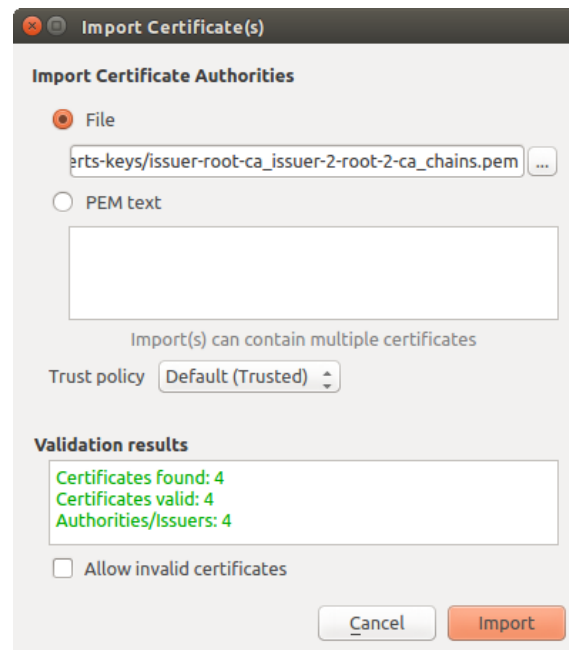 Import Certificate(s)
Import Certificate Authorities
File
erts-keys/issuer-root-ca_issuer-2-root-2-ca_chains.pem ...
PEM text
Import(s) can contain multiple certificates
Trust policy Default (Trusted)
Validation results
Certificates found: 4
Certificates valid: 4
Authorities/Issuers: 4
Allow invalid certificates
Cancel Import